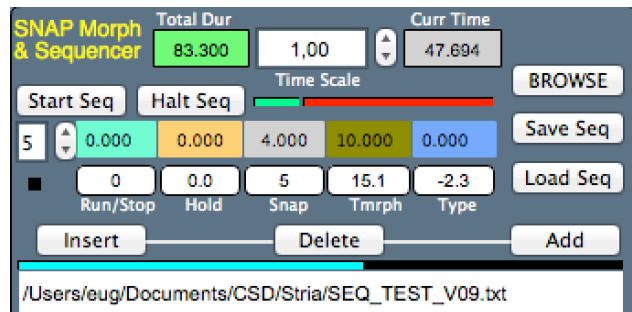 SNAP Morph Total Dur Curr Time
& Sequencer 83.300 1,00 47.694
Time Scale BROWSE
Start Seq Halt Seq
5 0.000 0.000 4.000 10.000 0.000 Save Seq
0 0.0 5 15.1 -2.3 Load Seq
Run/Stop Hold Snap Tmrph Type
Insert Delete Add
/Users/eug/Documents/CSD/Stria/SEQ_TEST_V09.txt